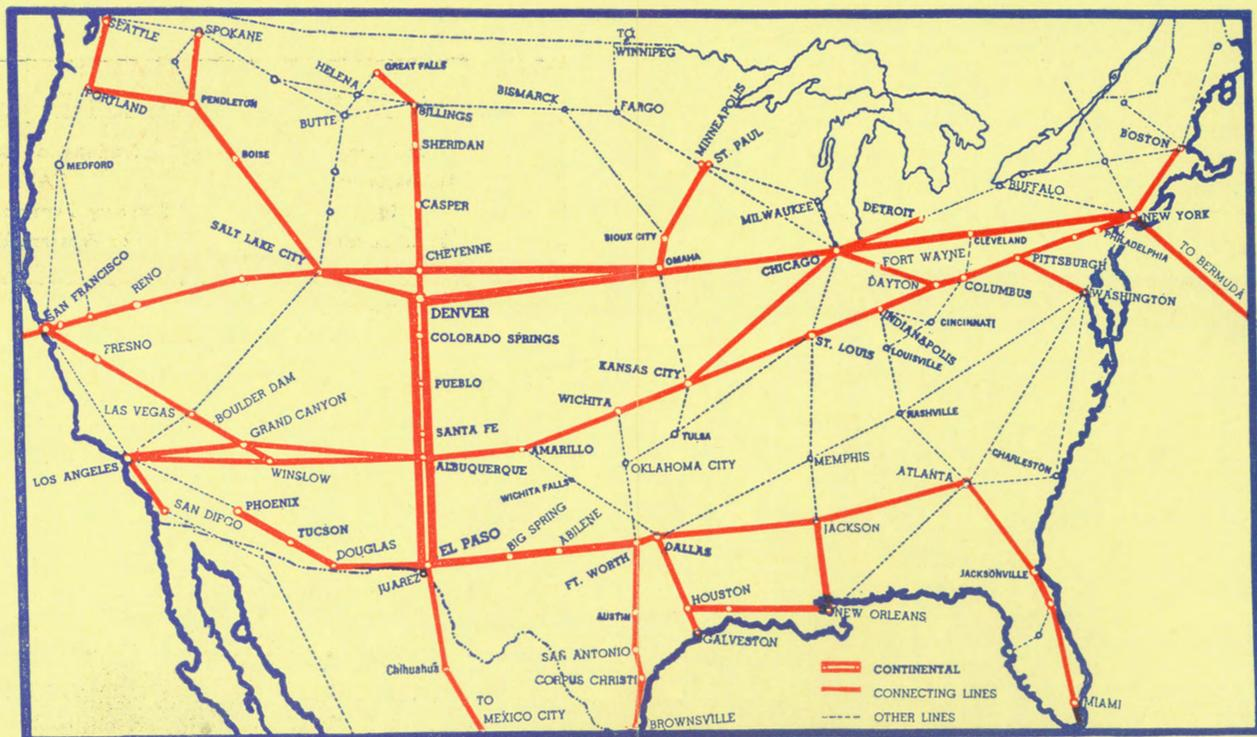 SEATTLE
SPOKANE
TO
WINNIPEG
HELENA
GREAT FALLS
BISMARCK
FARGO
MINNEAPOLIS
ST. PAUL
PORTLAND
PENDLETON
BUTTE
BILLINGS
BOSTON
SHERIDAN
MEDFORD
BOISE
BUFFALO
CASPER
MILWAUKEE
DETROIT
NEW YORK
SALT LAKE CITY
SIOUX CITY
CHEYENNE
OMAHA
CHICAGO
CLEVELAND
PHILADELPHIA
FORT WAYNE
PITTSBURGH
TO BERMUDA
SAN FRANCISCO
RENO
DAYTON
COLUMBUS
WASHINGTON
DENVER
INDIANAPOLIS
CINCINNATI
COLORADO SPRINGS
FRESNO
ST. LOUIS
LOUISVILLE
KANSAS CITY
PUEBLO
LAS VEGAS
BOULDER DAM
WICHITA
NASHVILLE
GRAND CANYON
SANTA FE
TULSA
AMARILLO
LOS ANGELES
WINSLOW
ALBUQUERQUE
OKLAHOMA CITY
MEMPHIS
ATLANTA
CHARLESTON
WICHITA FALLS
SAN DIEGO
PHOENIX
TUCSON
DOUGLAS
EL PASO
BIG SPRING
ABILENE
JACKSON
JUAREZ
FT. WORTH
DALLAS
JACKSONVILLE
HOUSTON
AUSTIN
NEW ORLEANS
GALVESTON
SAN ANTONIO
Chihuahua
CORPUS CHRISTI
CONTINENTAL
CONNECTING LINES
TO
MEXICO CITY
BROWNSVILLE
OTHER LINES
MIAMI